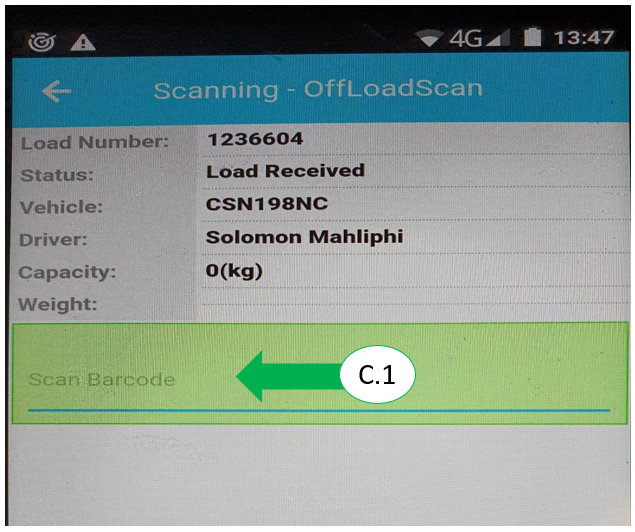 4G 13:47
Scanning - OffLoadScan
Load Number: 1236604
Status: Load Received
Vehicle: CSN198NC
Driver: Solomon Mahliphi
Capacity: 0(kg)
Weight:
Scan Barcode
C.1